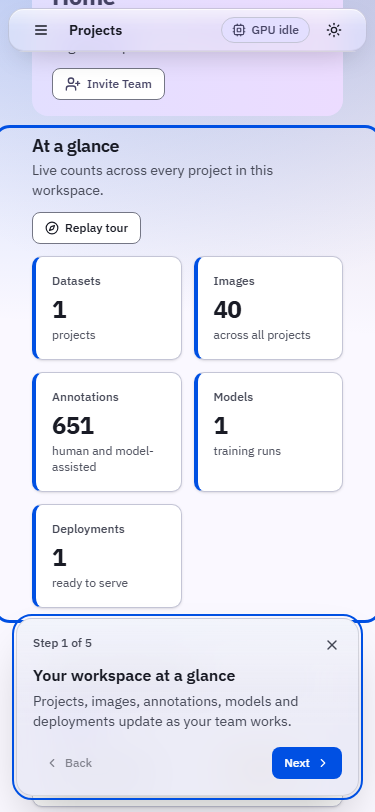 Projects
GPU idle
Invite Team
At a glance
Live counts across every project in this
workspace.
Replay tour
Datasets
1
projects
Images
40
across all projects
Annotations
651
human and model-
assisted
Models
1
training runs
Deployments
1
ready to serve
Step 1 of 5
Your workspace at a glance
Projects, images, annotations, models and
deployments update as your team works.
Back
Next